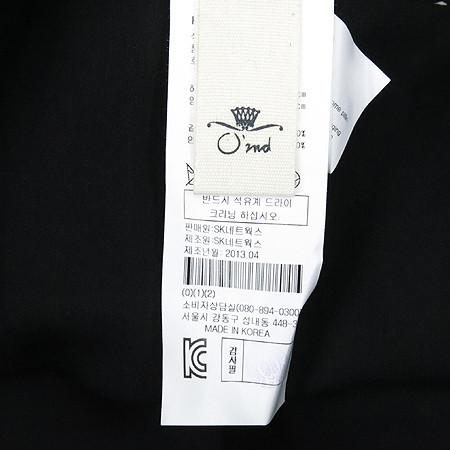 O'2nd
반드시 석유계 드라이
크리닝 하십시오.
판매원:SK네트웍스
제조원:SK네트웍스
제조년월: 2013.04
(0)(1)(2)
소비자상담실(080-894-0300
서울시 강동구 성내동 448-
MADE IN KOREA
검사필